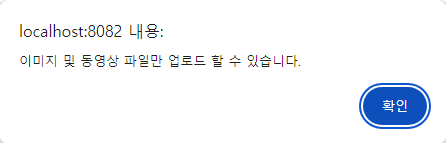 localhost:8082 내용:
이미지 및 동영상 파일만 업로드 할 수 있습니다.
확인